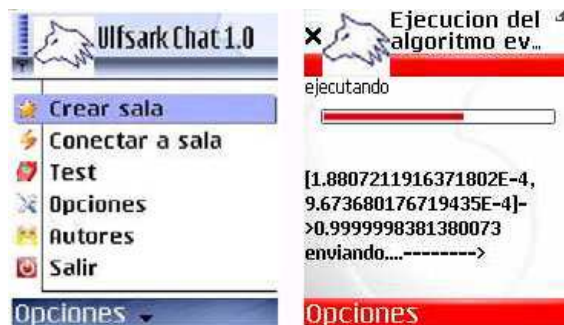 Ulfsark Chat 1.0
Crear sala
Conectar a sala
Test
Opciones
Autores
Salir
Opciones
Ejecucion del
algoritmo ev…
ejecutando
[1.8807211916371802E-4,
9.673680176719435E-4]-
>0.9999998381380073
enviando....-------->
Opciones